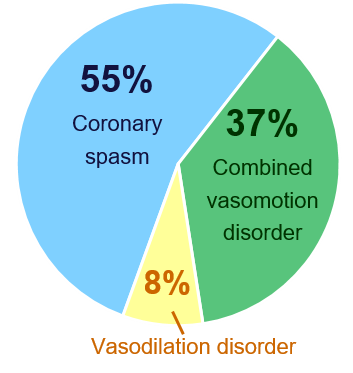 55%
Coronary
spasm
37%
Combined
vasomotion
disorder
8%
Vasodilation disorder